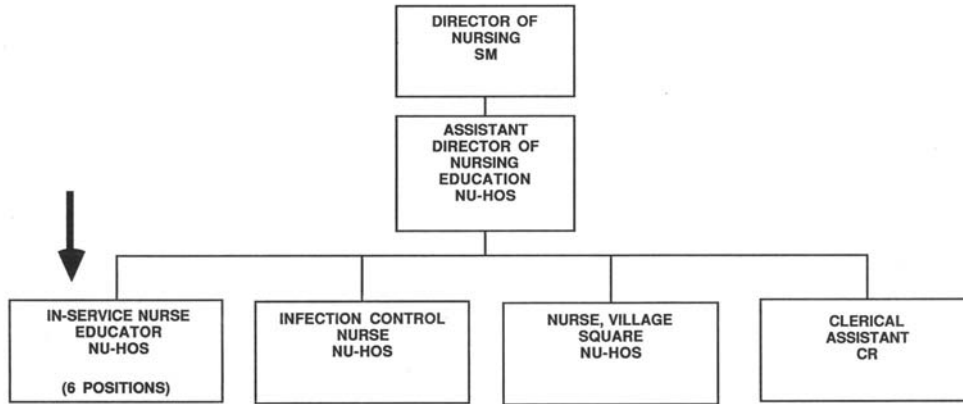 DIRECTOR OF
NURSING
SM
ASSISTANT
DIRECTOR OF
NURSING
EDUCATION
NU-HOS
IN-SERVICE NURSE
EDUCATOR
NU-HOS
(6 POSITIONS)
INFECTION CONTROL
NURSE
NU-HOS
NURSE, VILLAGE
SQUARE
NU-HOS
CLERICAL
ASSISTANT
CR